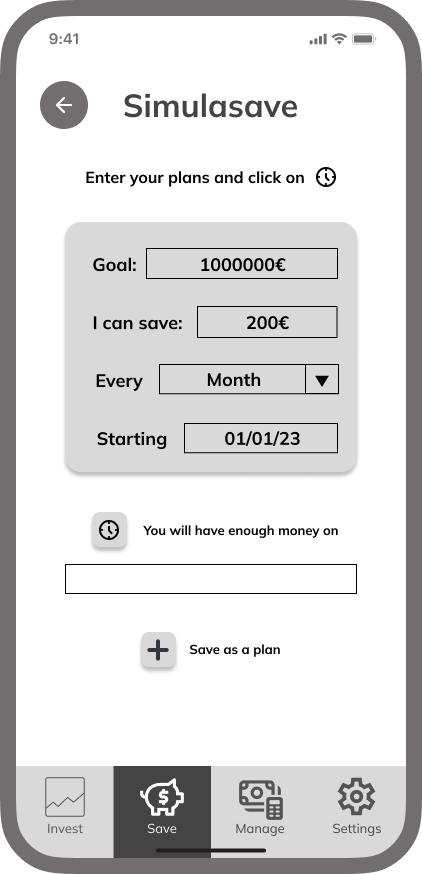 9:41
Simulasave
Enter your plans and click on
Goal: 1000000€
I can save: 200€
Every Month
Starting 01/01/23
You will have enough money on
Save as a plan
Invest Save Manage Settings